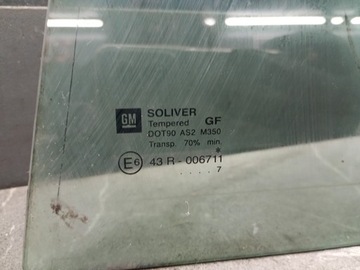 GM
SOLIVER
Tempered GF
DOT90 AS2 M350
Transp. 70% min.
E6 43 R - 006711
. . . . 7